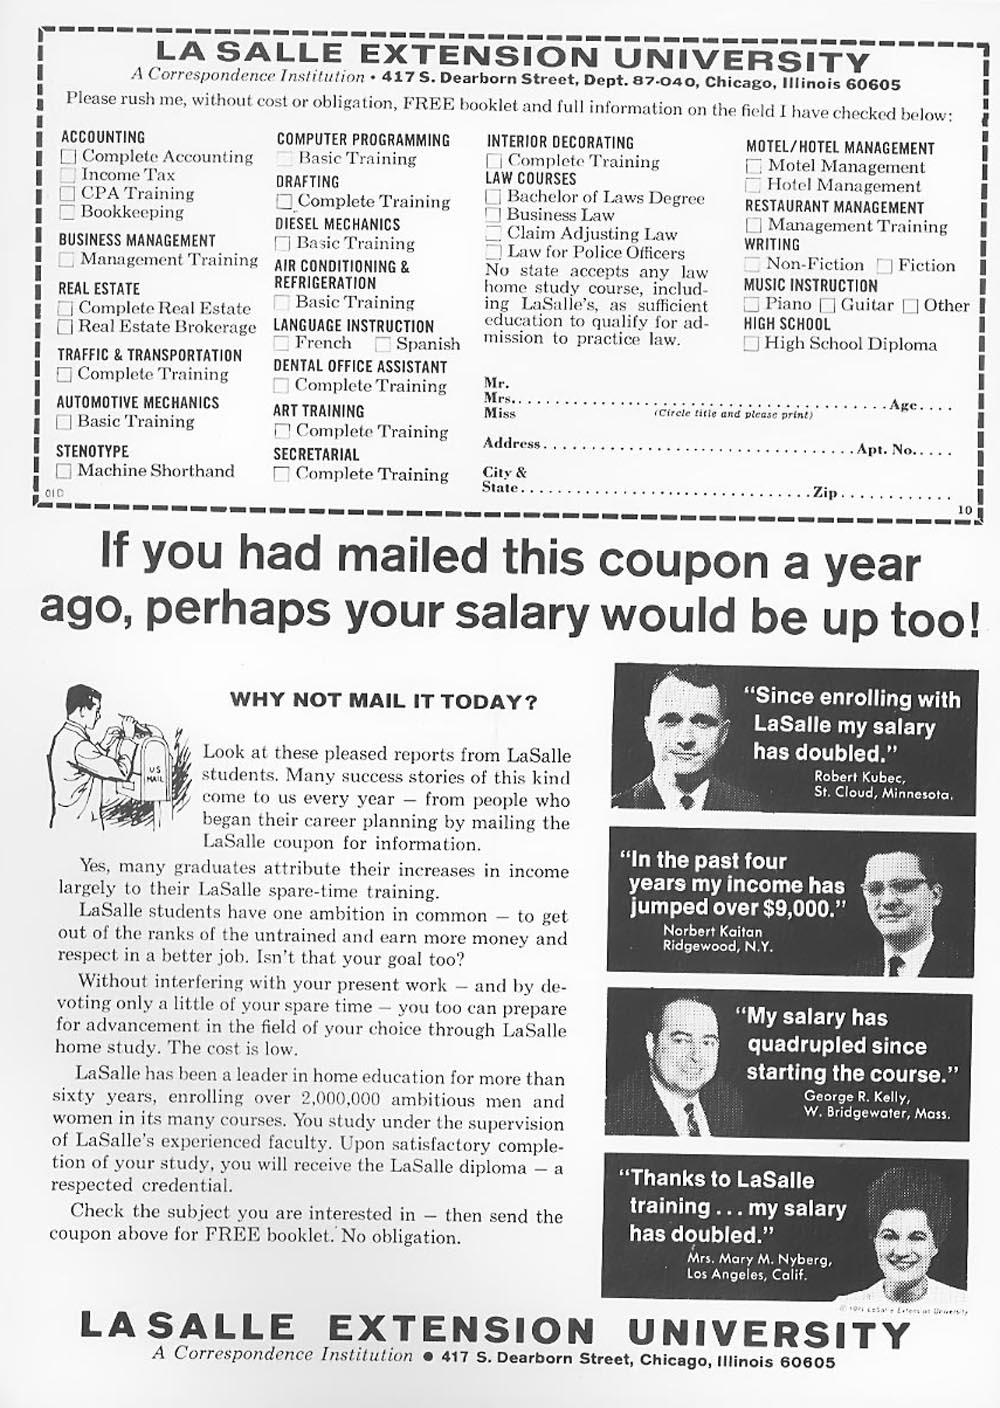 LA SALLE EXTENSION UNIVERSITY
A Correspondence Institution • 417 S. Dearborn Street, Dept. 87-040, Chicago, Illinois 60605
Please rush me, without cost or obligation, FREE booklet and full information on the field I have checked below:
ACCOUNTING
Complete Accounting
Income Tax
CPA Training
Bookkeeping
BUSINESS MANAGEMENT
Management Training
REAL ESTATE
Complete Real Estate
Real Estate Brokerage
TRAFFIC & TRANSPORTATION
Complete Training
AUTOMOTIVE MECHANICS
Basic Training
STENOTYPE
Machine Shorthand
01D
COMPUTER PROGRAMMING
Basic Training
DRAFTING
Complete Training
DIESEL MECHANICS
Basic Training
AIR CONDITIONING &
REFRIGERATION
Basic Training
LANGUAGE INSTRUCTION
French Spanish
DENTAL OFFICE ASSISTANT
Complete Training
ART TRAINING
Complete Training
SECRETARIAL
Complete Training
INTERIOR DECORATING
Complete Training
LAW COURSES
Bachelor of Laws Degree
Business Law
Claim Adjusting Law
Law for Police Officers
No state accepts any law
home study course, includ-
ing LaSalle's, as sufficient
education to qualify for ad-
mission to practice law.
MOTEL/HOTEL MANAGEMENT
Motel Management
Hotel Management
RESTAURANT MANAGEMENT
Management Training
WRITING
Non-Fiction Fiction
MUSIC INSTRUCTION
Piano Guitar Other
HIGH SCHOOL
High School Diploma
Mr.
Mrs.............................................Age....
Miss (Circle title and please print)
Address........................................Apt. No.....
City &
State........................................Zip............
10
If you had mailed this coupon a year
ago, perhaps your salary would be up too!
US
MAIL
WHY NOT MAIL IT TODAY?
Look at these pleased reports from LaSalle
students. Many success stories of this kind
come to us every year – from people who
began their career planning by mailing the
LaSalle coupon for information.
Yes, many graduates attribute their increases in income
largely to their LaSalle spare-time training.
LaSalle students have one ambition in common – to get
out of the ranks of the untrained and earn more money and
respect in a better job. Isn't that your goal too?
Without interfering with your present work – and by de-
voting only a little of your spare time – you too can prepare
for advancement in the field of your choice through LaSalle
home study. The cost is low.
LaSalle has been a leader in home education for more than
sixty years, enrolling over 2,000,000 ambitious men and
women in its many courses. You study under the supervision
of LaSalle's experienced faculty. Upon satisfactory comple-
tion of your study, you will receive the LaSalle diploma – a
respected credential.
Check the subject you are interested in – then send the
coupon above for FREE booklet. No obligation.
"Since enrolling with
LaSalle my salary
has doubled."
Robert Kubec,
St. Cloud, Minnesota.
"In the past four
years my income has
jumped over $9,000."
Norbert Kaitan
Ridgewood, N.Y.
"My salary has
quadrupled since
starting the course."
George R. Kelly,
W. Bridgewater, Mass.
"Thanks to LaSalle
training... my salary
has doubled."
Mrs. Mary M. Nyberg,
Los Angeles, Calif.
LaSalle Extension University
LA SALLE EXTENSION UNIVERSITY
A Correspondence Institution • 417 S. Dearborn Street, Chicago, Illinois 60605